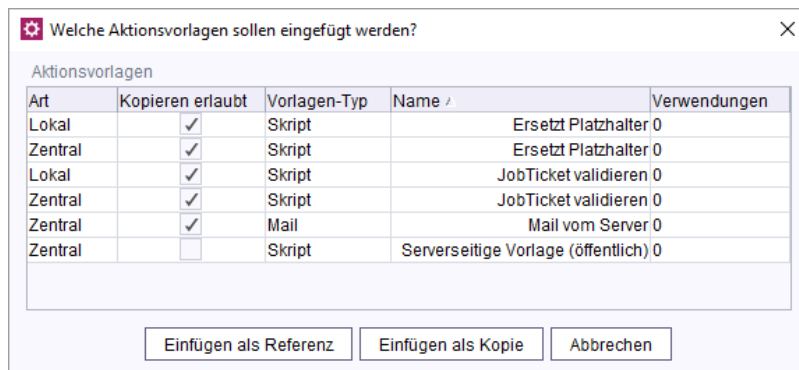 Welche Aktionsvorlagen sollen eingefügt werden?
Aktionsvorlagen
Art Kopieren erlaubt Vorlagen-Typ Name Verwendungen
Lokal Skript Ersetzt Platzhalter 0
Zentral Skript Ersetzt Platzhalter 0
Lokal Skript JobTicket validieren 0
Zentral Skript JobTicket validieren 0
Zentral Mail Mail vom Server 0
Zentral Skript Serverseitige Vorlage (öffentlich) 0
Einfügen als Referenz Einfügen als Kopie Abbrechen